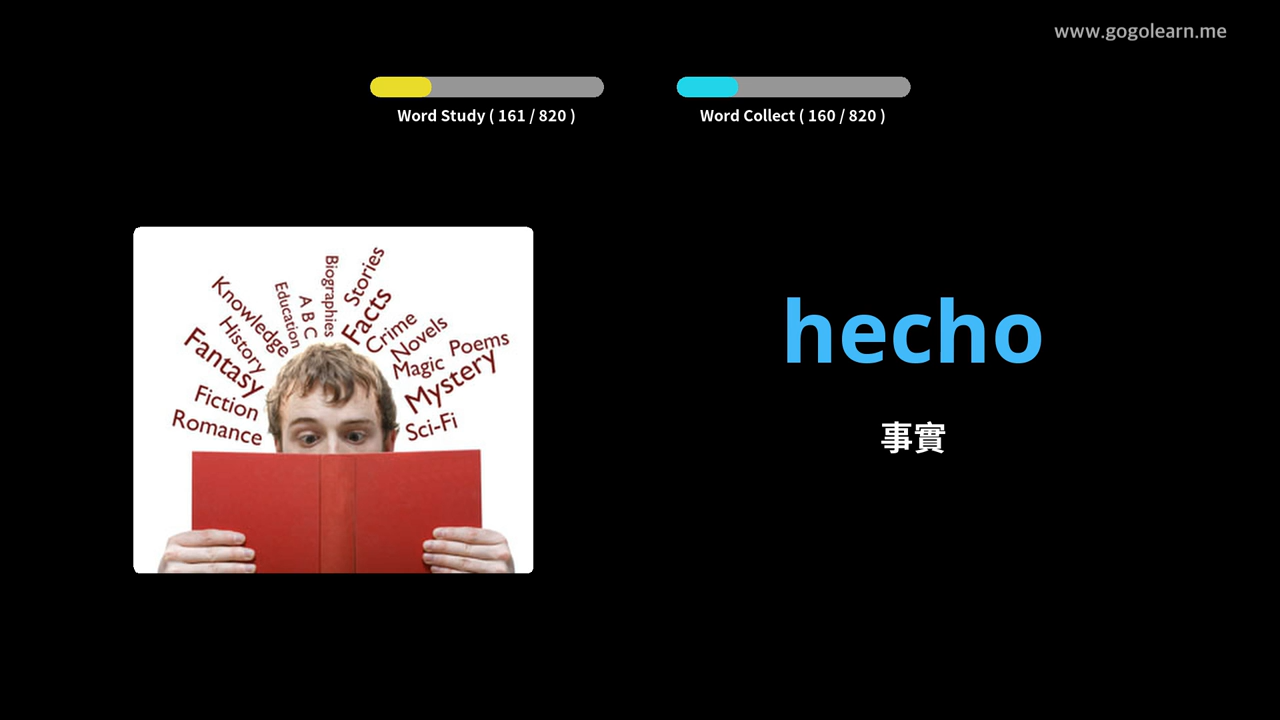 www.gogolearn.me
Word Study ( 161 / 820 )
Word Collect ( 160 / 820 )
Romance
Fiction
Fantasy
History
Knowledge
Education
A B C
Biographies
Stories
Facts
Crime
Novels
Magic
Poems
Mystery
Sci-Fi
hecho
事實